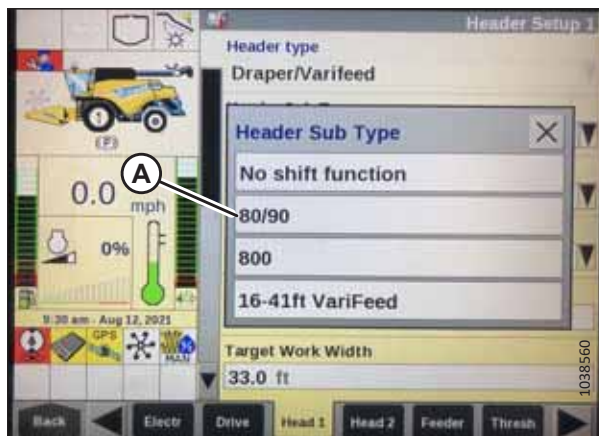 Header Setup 1
Header type
Draper/Varifeed
Header Sub Type
No shift function
80/90
800
16-41ft VariFeed
A
(P)
0.0 mph
0%
9:30 am - Aug 12, 2021
GPS
MAN
Target Work Width
33.0 ft
Back
Electr
Drive
Head 1
Head 2
Feeder
Thresh
1038560